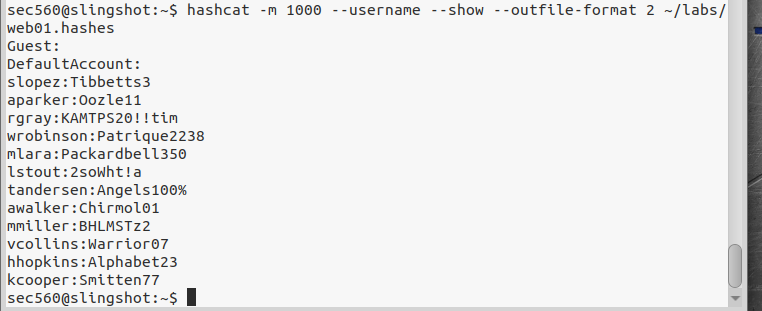 sec560@slingshot:~$ hashcat -m 1000 --username --show --outfile-format 2 ~/labs/
web01.hashes
Guest:
DefaultAccount:
slopez:Tibbetts3
aparker:Oozle11
rgray:KAMTPS20!!tim
wrobinson:Patrique2238
mlara:Packardbell350
lstout:2soWht!a
tandersen:Angels100%
awalker:Chirmol01
mmiller:BHLMSTz2
vcollins:Warrior07
hhopkins:Alphabet23
kcooper:Smitten77
sec560@slingshot:~$